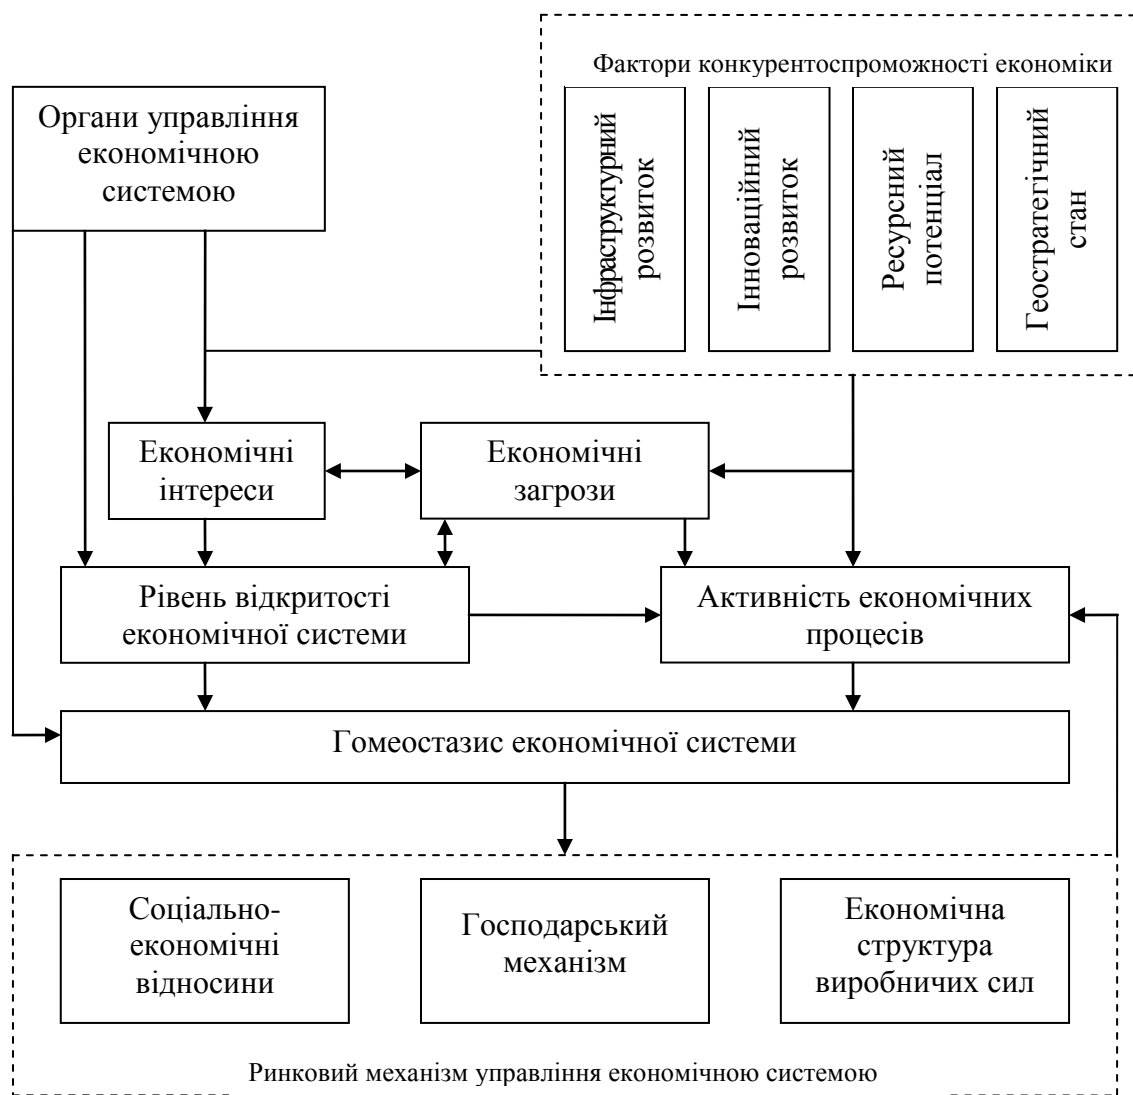 Фактори конкурентоспроможності економіки
Органи управління
економічною
системою
Інфраструктурний
розвиток
Інноваційний
розвиток
Ресурсний
потенціал
Геостратегічний
стан
Економічні
інтереси
Економічні
загрози
Рівень відкритості
економічної системи
Активність економічних
процесів
Гомеостазис економічної системи
Соціально-
економічні
відносини
Господарський
механізм
Економічна
структура
виробничих сил
Ринковий механізм управління економічною системою